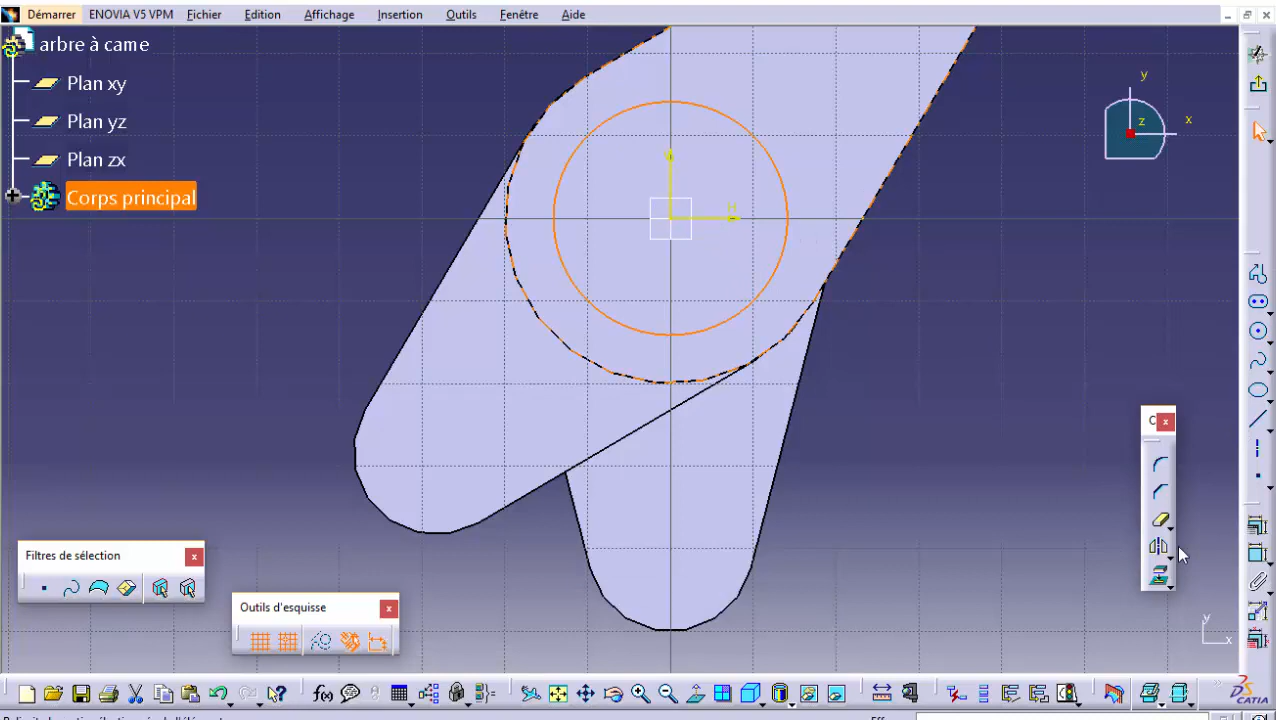 Démarrer ENOVIA V5 VPM Fichier Edition Affichage Insertion Outils Fenêtre Aide
arbre à came
Plan xy
Plan yz
Plan zx
Corps principal
y
x
z
H
C
Filtres de sélection
Outils d'esquisse
y
x
f(x)
DS
CATIA